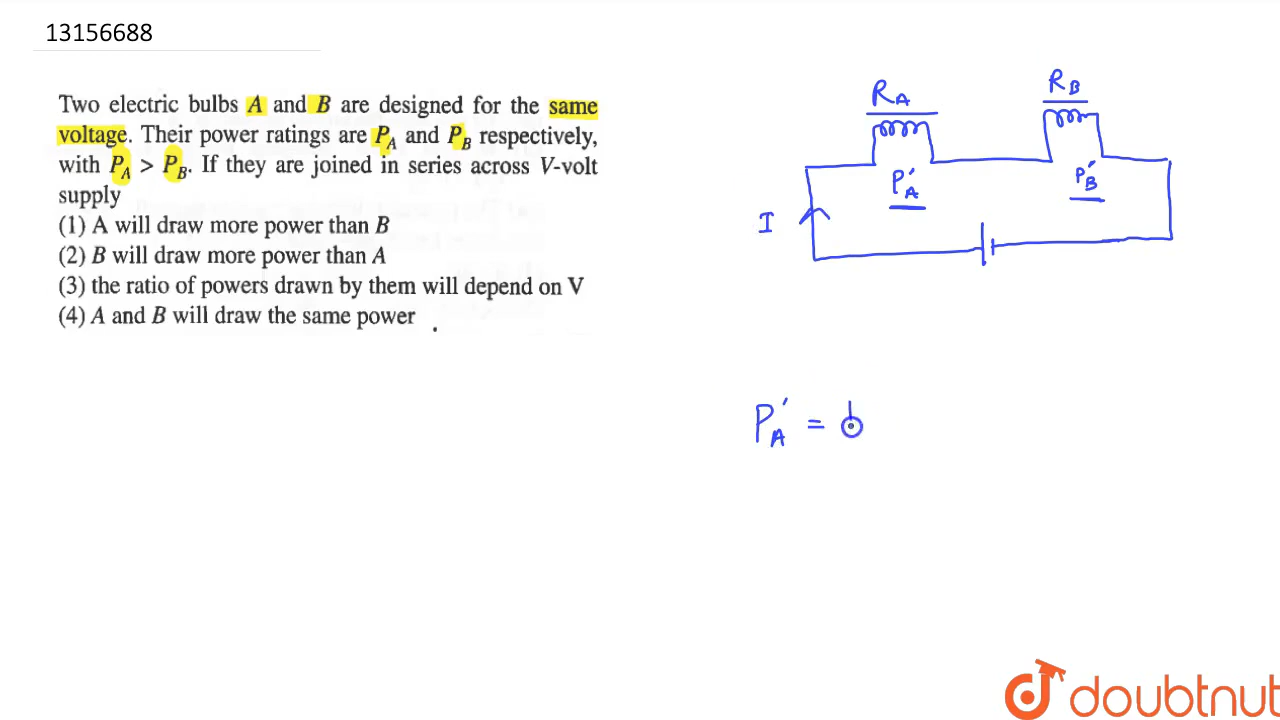 13156688
Two electric bulbs A and B are designed for the same
voltage. Their power ratings are P_A and P_B respectively,
with P_A > P_B. If they are joined in series across V-volt
supply
(1) A will draw more power than B
(2) B will draw more power than A
(3) the ratio of powers drawn by them will depend on V
(4) A and B will draw the same power
R_A
R_B
P'_A
P'_B
I
P'_A =
doubtnut